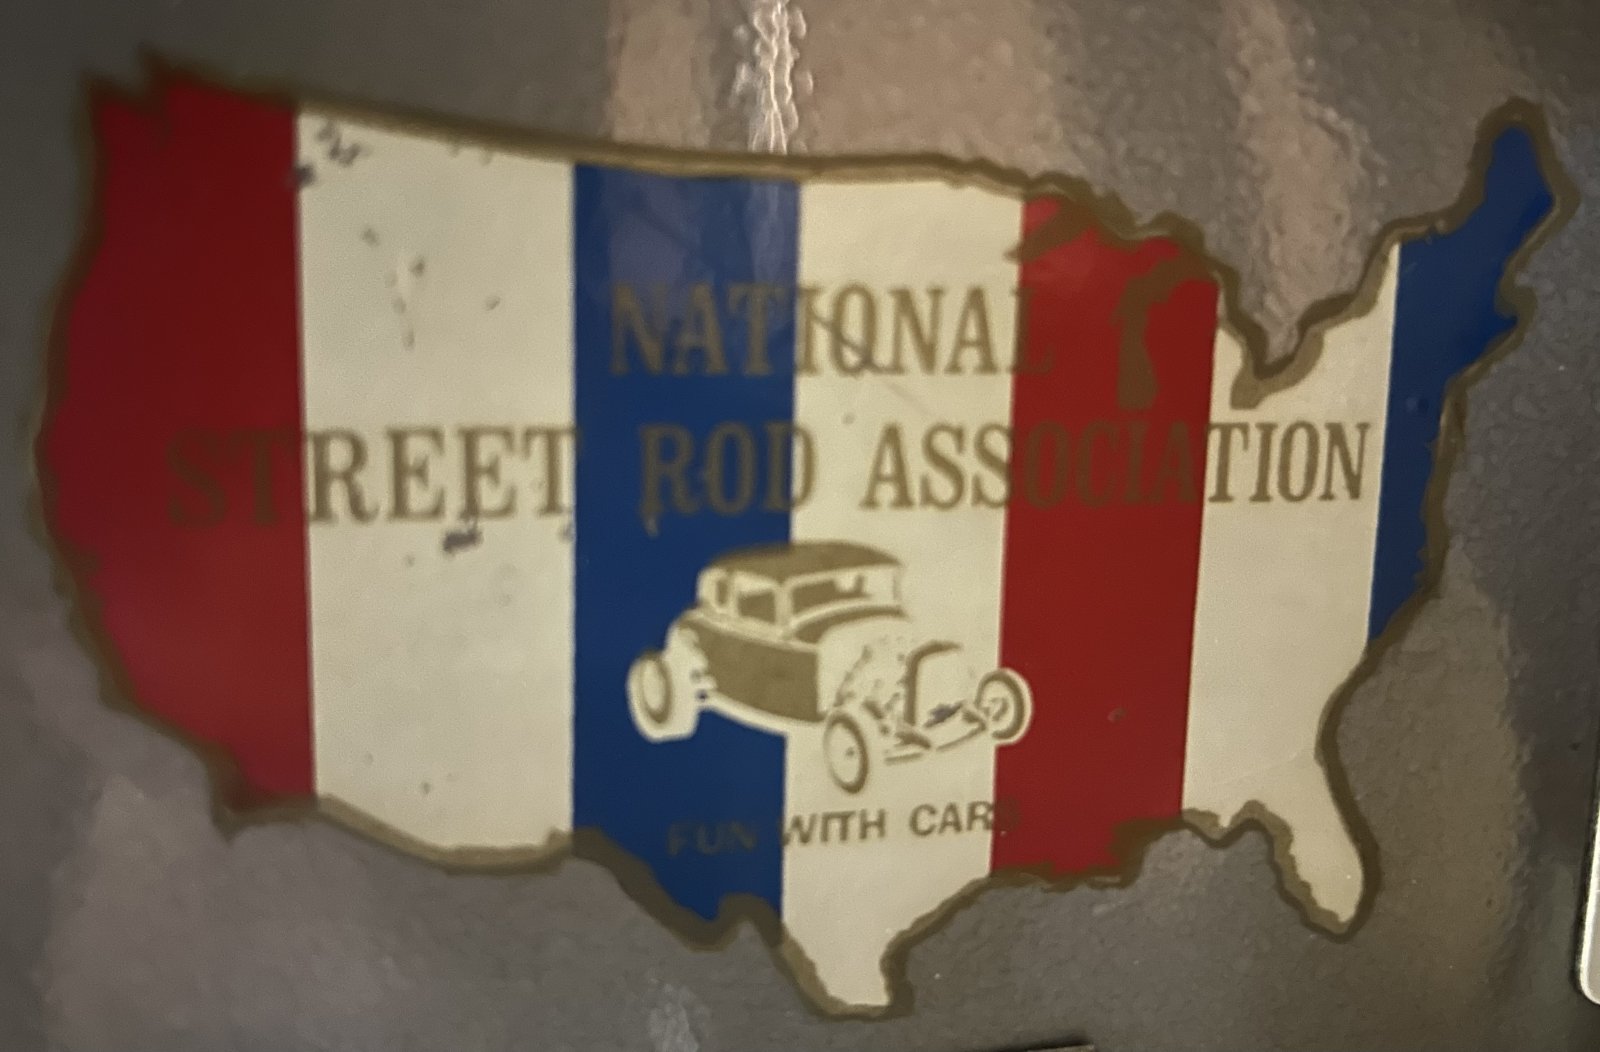 NATIONAL
STREET ROD ASSOCIATION
FUN WITH CARS